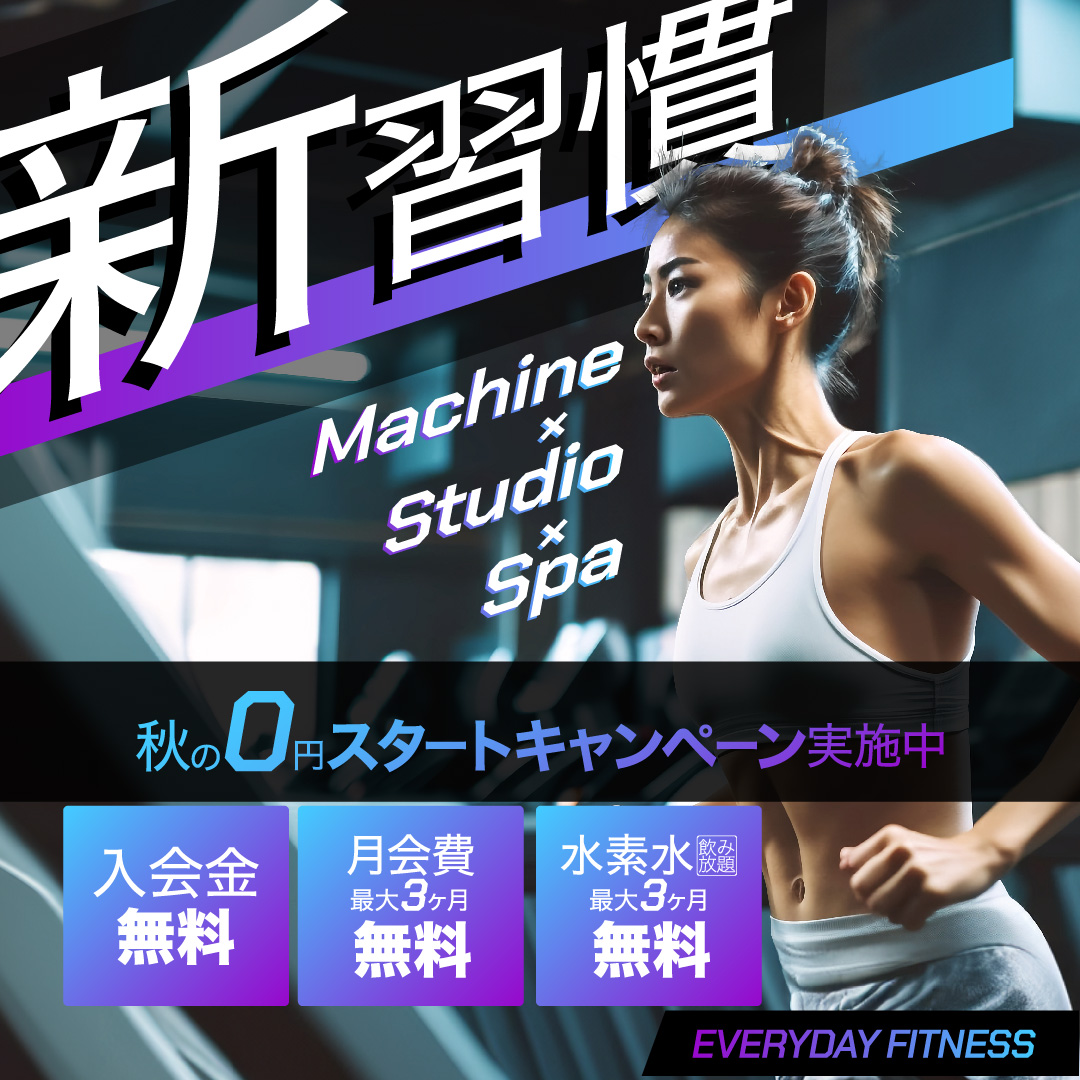 新習慣
Machine
×
Studio
×
Spa
秋の0円スタートキャンペーン実施中
入会金
無料
月会費
最大3ヶ月
無料
水素水 飲み放題
最大3ヶ月
無料
EVERYDAY FITNESS